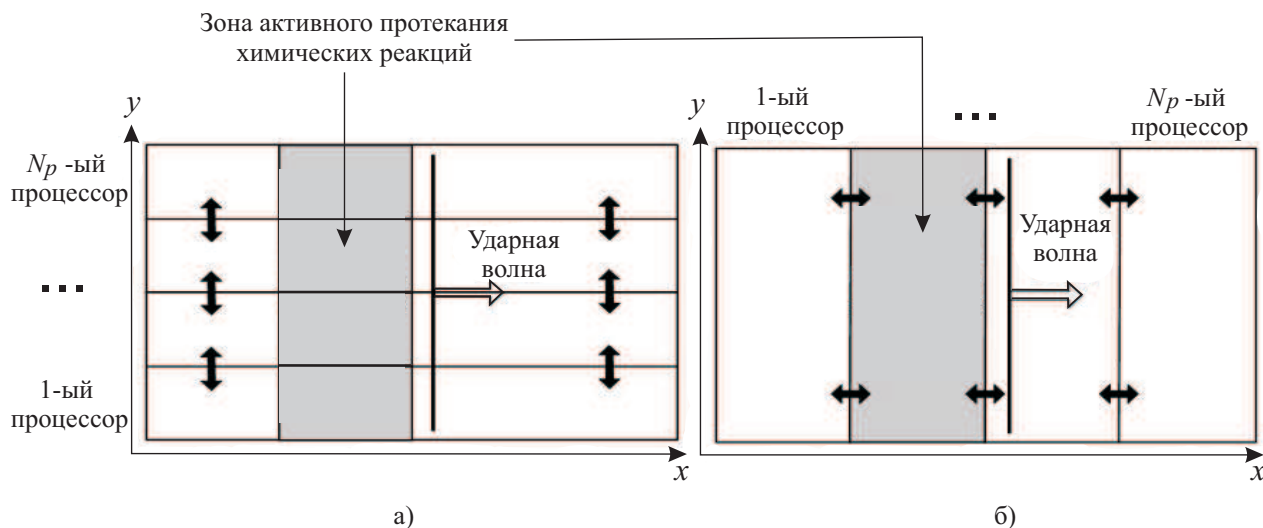 Зона активного протекания
химических реакций
y
N_p -ый
процессор
...
1-ый
процессор
Ударная
волна
x
а)
y
1-ый
процессор
...
N_p -ый
процессор
Ударная
волна
x
б)